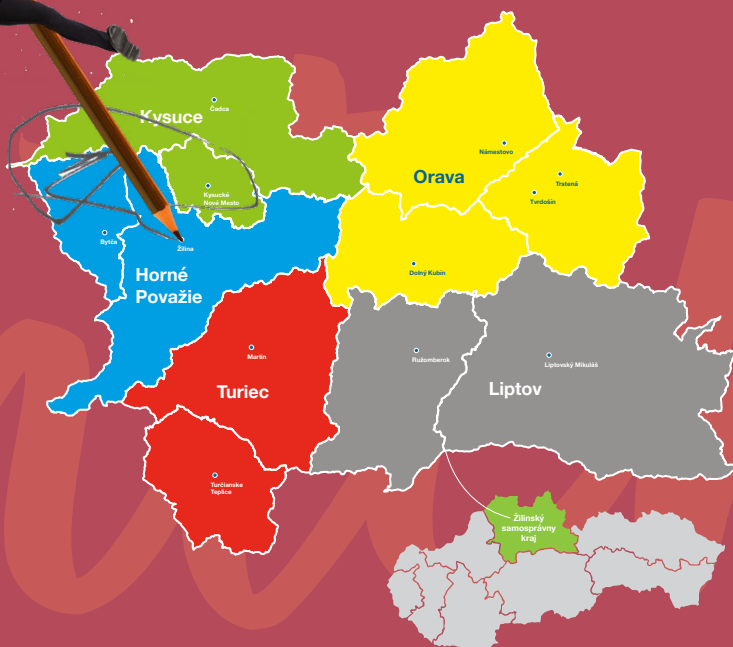 Kysuce
Čadca
Kysucké
Nové Mesto
Orava
Námestovo
Trstená
Tvrdošín
Dolný Kubín
Bytča
Žilina
Horné
Považie
Turiec
Martin
Turčianske
Teplice
Ružomberok
Liptovský Mikuláš
Liptov
Žilinský
samosprávny
kraj